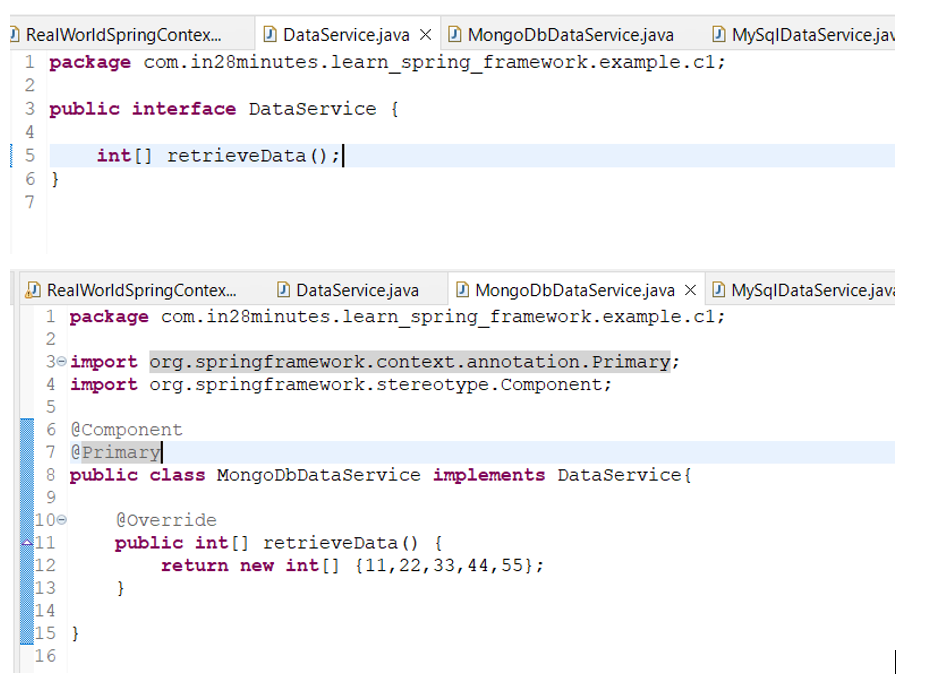 RealWorldSpringContex... DataService.java MongoDbDataService.java MySqlDataService.jav
1 package com.in28minutes.learn_spring_framework.example.c1;
2
3 public interface DataService {
4
5     int[] retrieveData();
6 }
7
RealWorldSpringContex... DataService.java MongoDbDataService.java MySqlDataService.java
1 package com.in28minutes.learn_spring_framework.example.c1;
2
3 import org.springframework.context.annotation.Primary;
4 import org.springframework.stereotype.Component;
5
6 @Component
7 @Primary
8 public class MongoDbDataService implements DataService{
9
10     @Override
11     public int[] retrieveData() {
12         return new int[] {11,22,33,44,55};
13     }
14
15 }
16